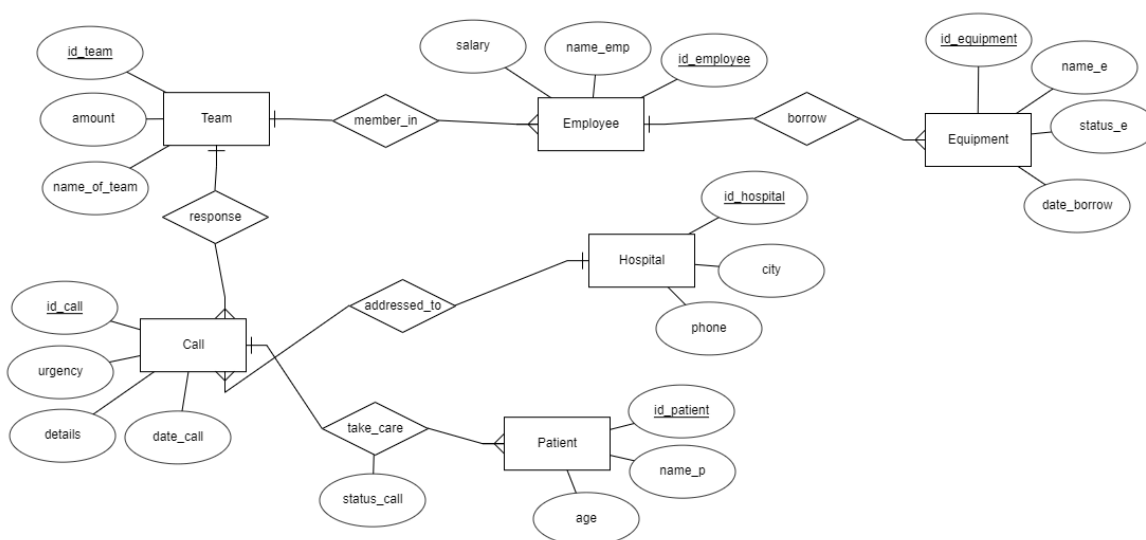 id_team
amount
name_of_team
Team
member_in
salary
name_emp
id_employee
Employee
borrow
id_equipment
name_e
status_e
date_borrow
Equipment
response
id_hospital
city
phone
Hospital
addressed_to
id_call
urgency
details
date_call
Call
take_care
status_call
Patient
id_patient
name_p
age